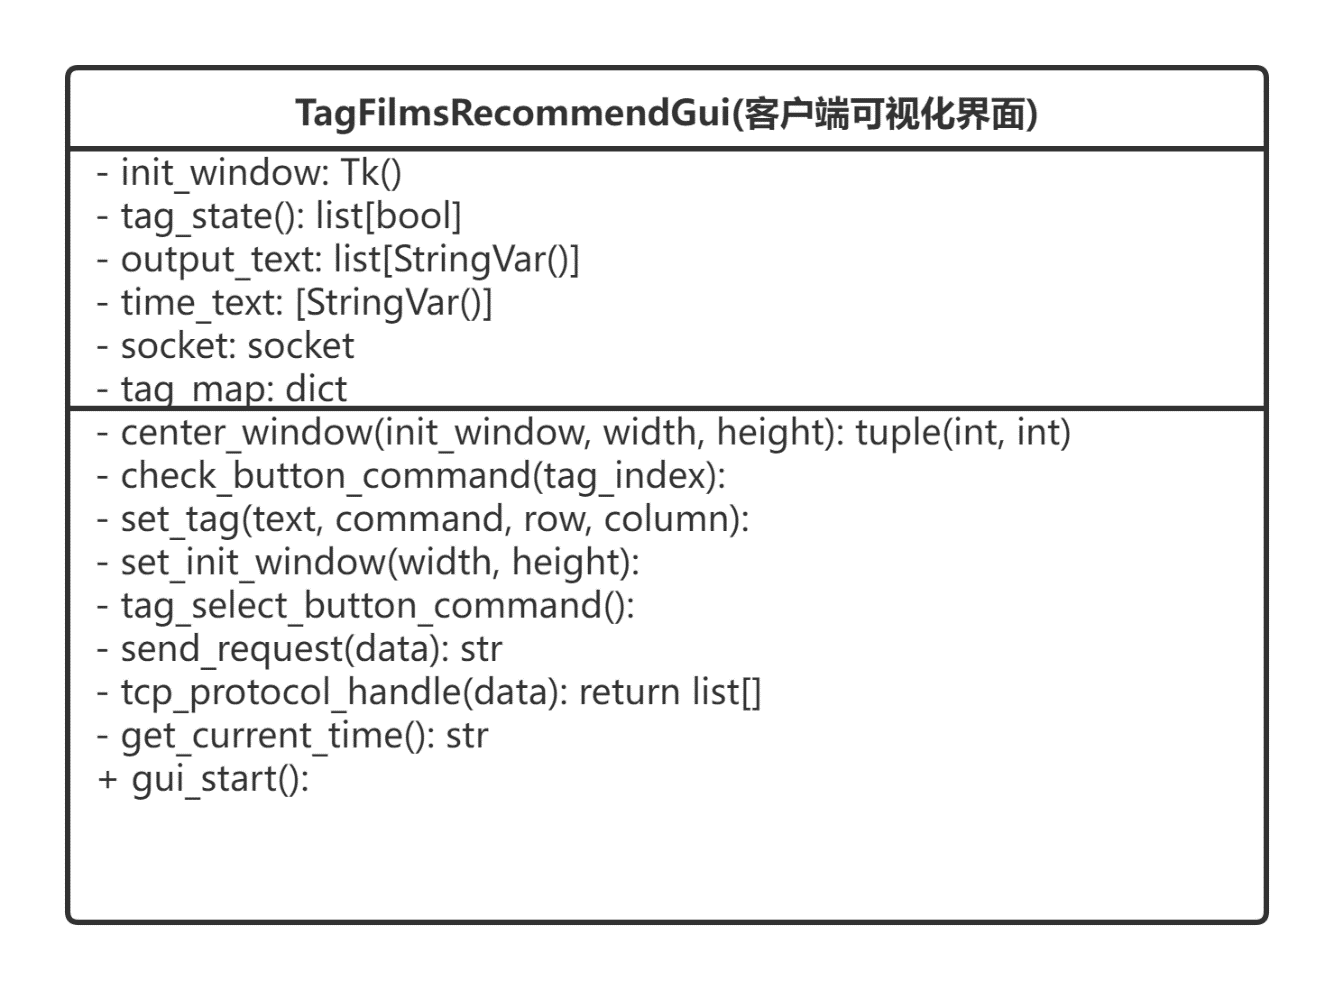 TagFilmsRecommendGui(客户端可视化界面)
- init_window: Tk()
- tag_state(): list[bool]
- output_text: list[StringVar()]
- time_text: [StringVar()]
- socket: socket
- tag_map: dict
- center_window(init_window, width, height): tuple(int, int)
- check_button_command(tag_index):
- set_tag(text, command, row, column):
- set_init_window(width, height):
- tag_select_button_command():
- send_request(data): str
- tcp_protocol_handle(data): return list[]
- get_current_time(): str
+ gui_start():